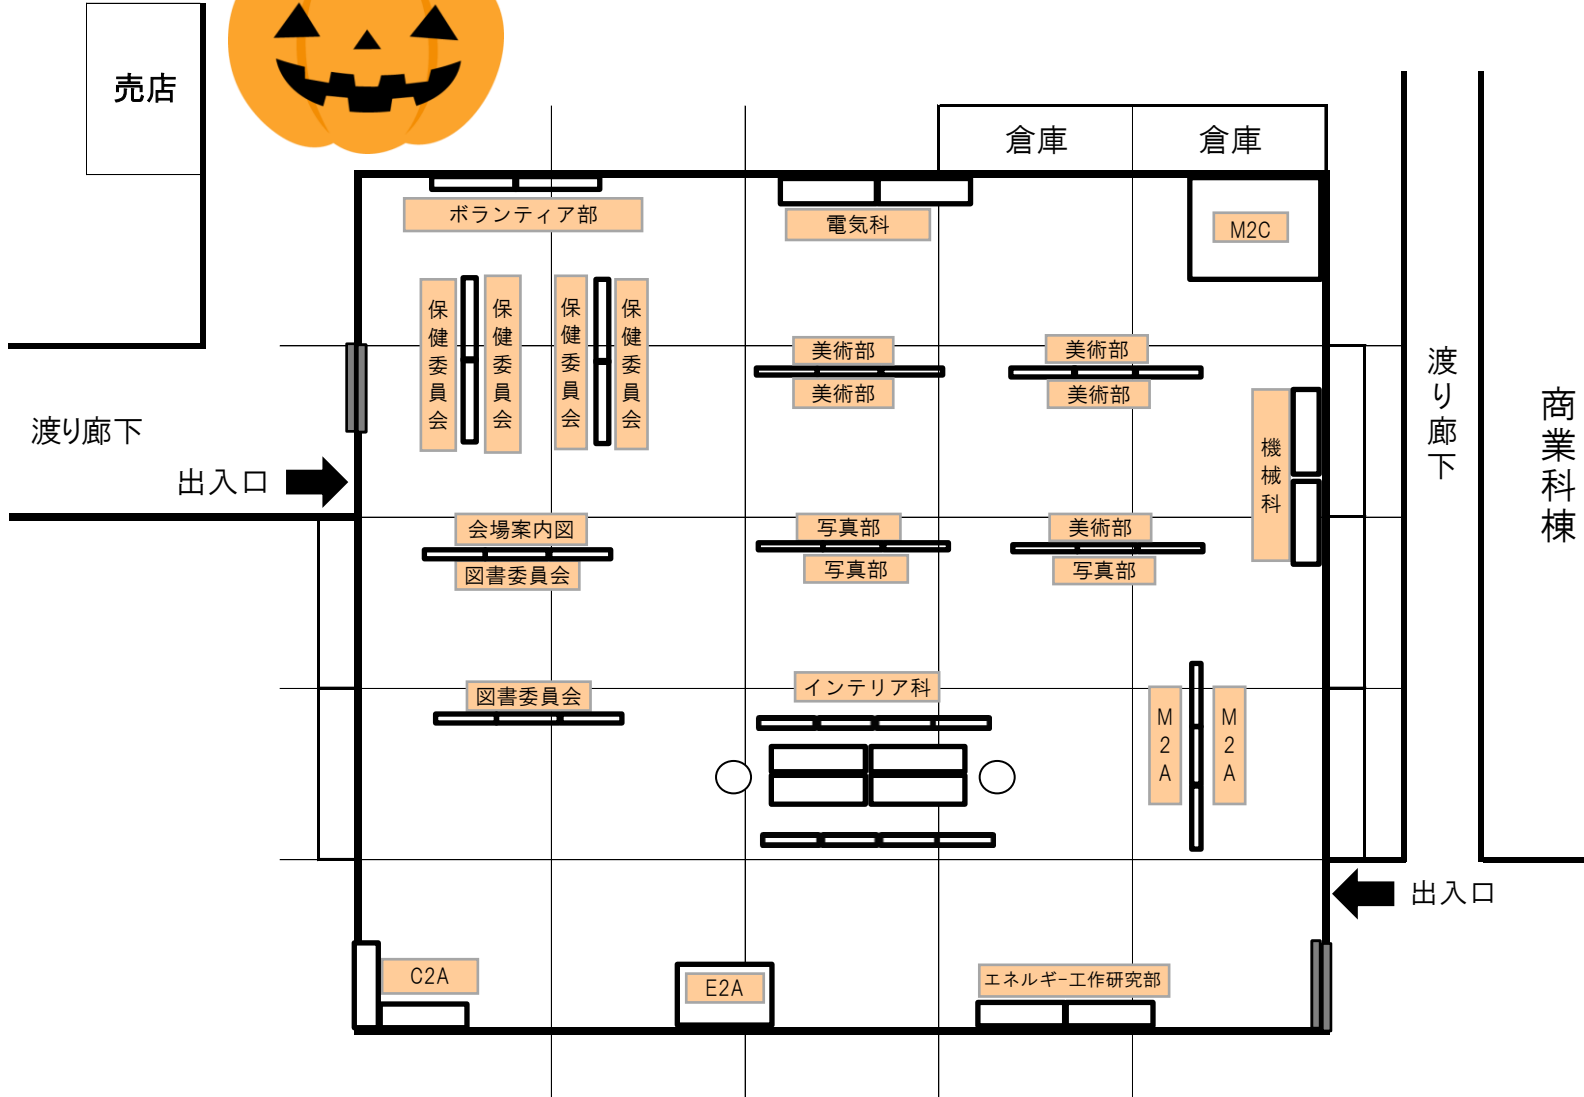 売店
倉庫
倉庫
ボランティア部
電気科
M2C
保健委員会
保健委員会
保健委員会
保健委員会
美術部
美術部
美術部
美術部
渡り廊下
商業科棟
機械科
渡り廊下
出入口
会場案内図
図書委員会
写真部
写真部
美術部
写真部
図書委員会
インテリア科
M2A
M2A
出入口
C2A
E2A
エネルギー工作研究部